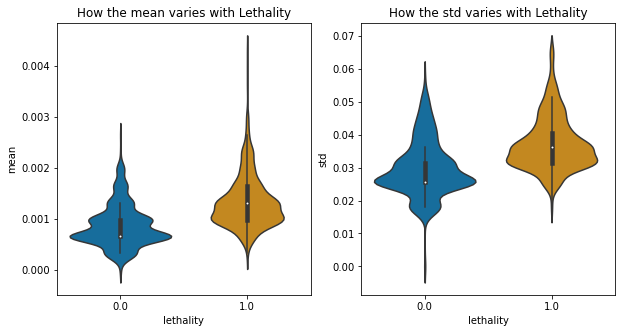 How the mean varies with Lethality
mean
0.004
0.003
0.002
0.001
0.000
0.0
1.0
lethality
How the std varies with Lethality
std
0.07
0.06
0.05
0.04
0.03
0.02
0.01
0.00
0.0
1.0
lethality